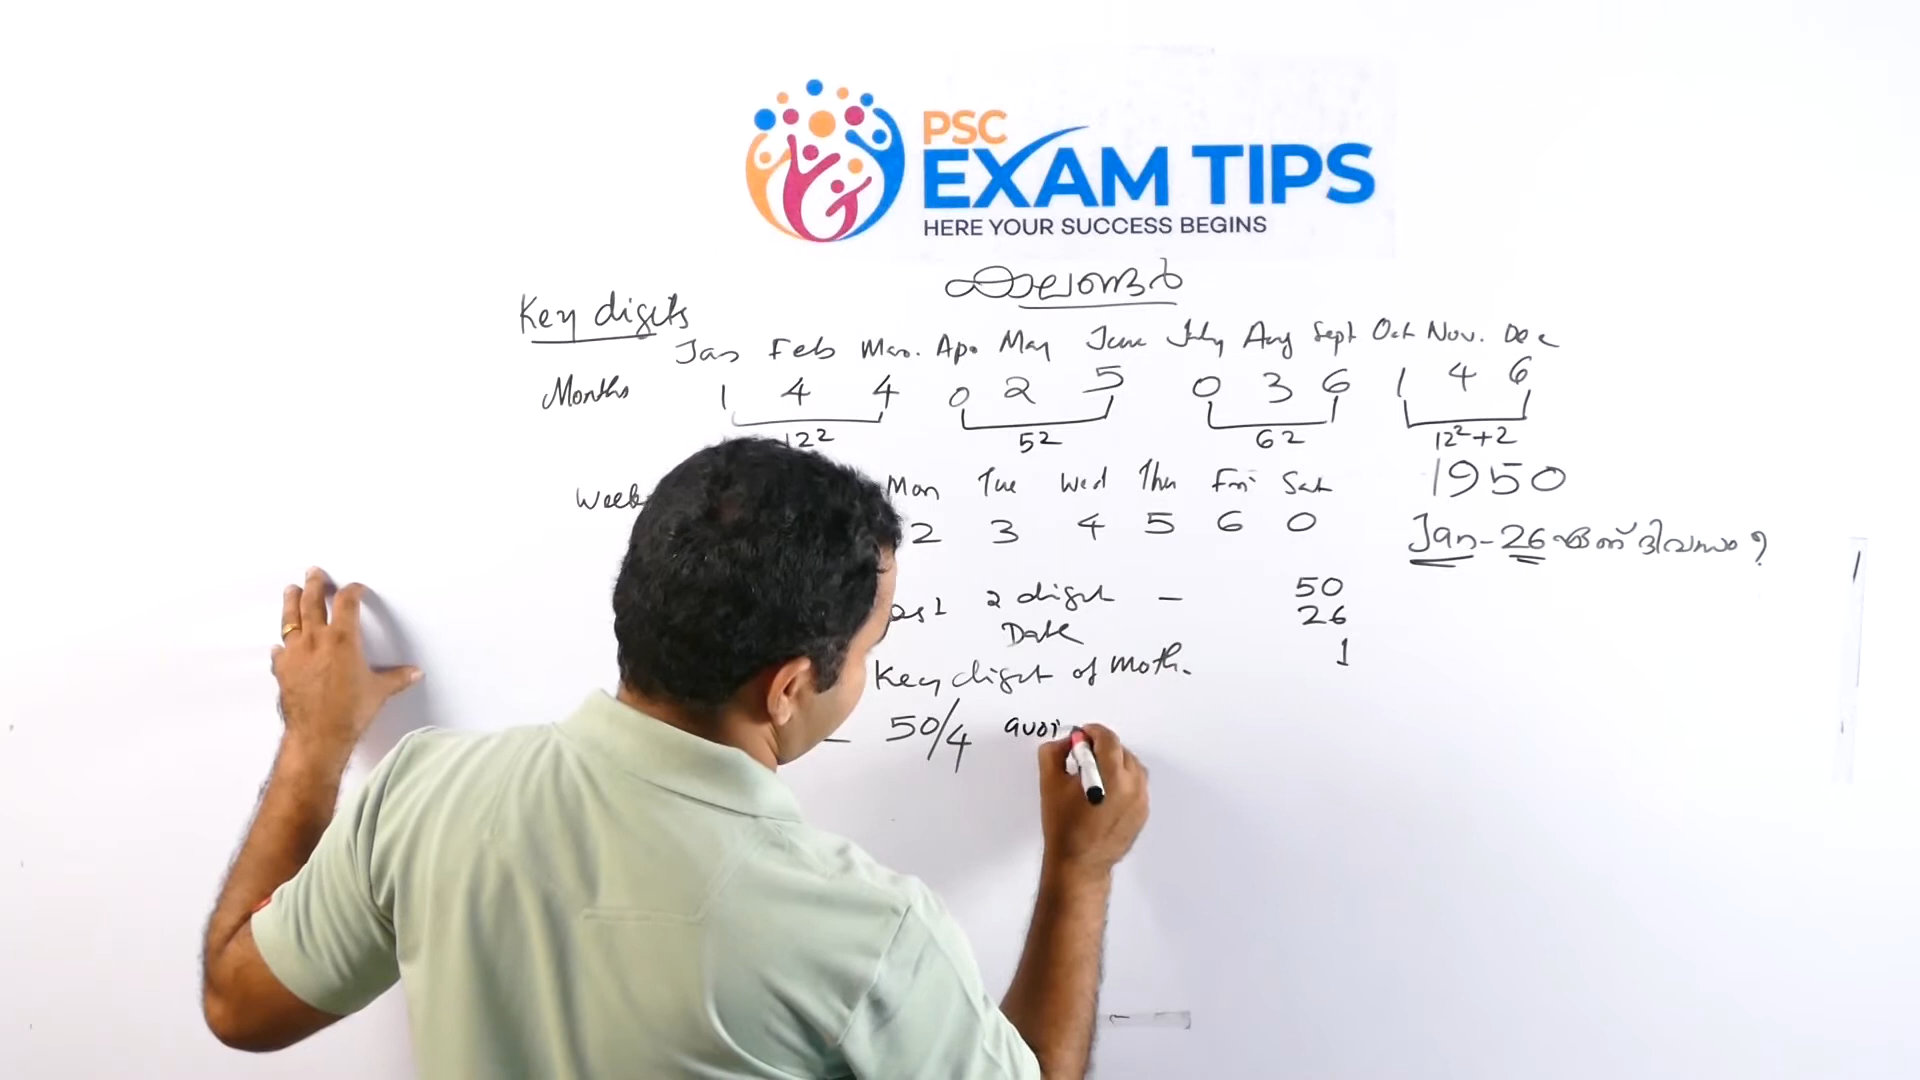 PSC
EXAM TIPS
HERE YOUR SUCCESS BEGINS
കലണ്ടർ
Key digits
Jan Feb Mar. Apr. May June July Aug Sept Oct Nov. Dec
Months 1 4 4 0 2 5 0 3 6 1 4 6
12² 5² 6² 12²+2
Week Mon Tue Wed Thu Fri Sat
2 3 4 5 6 0
1950
Jan - 26 ഏത് ദിവസം ?
2 digit - 50
Date 26
Key digit of moth. 1
- 50/4 quoti